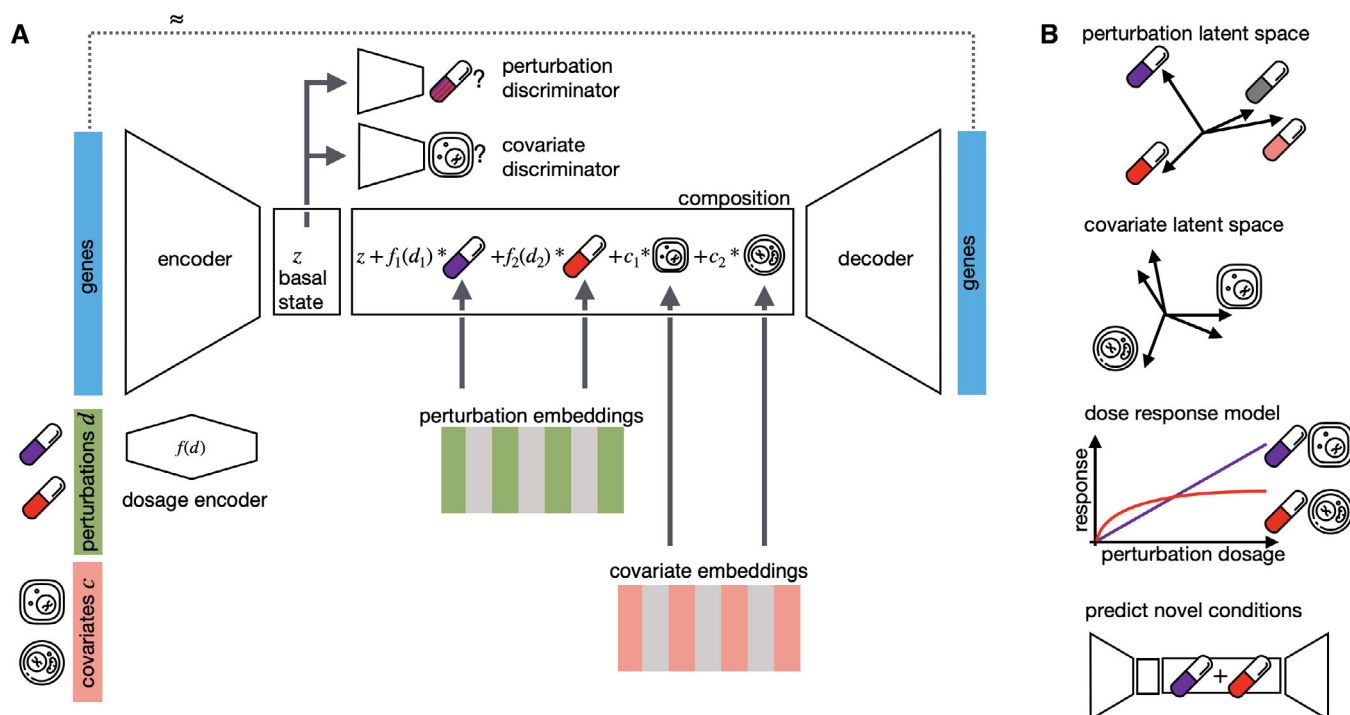 A
≈
genes
encoder
z
basal
state
?
perturbation
discriminator
?
covariate
discriminator
composition
z + f₁(d₁) * + f₂(d₂) * + c₁ * + c₂ *
decoder
genes
perturbations d
f(d)
dosage encoder
perturbation embeddings
covariates c
covariate embeddings
B
perturbation latent space
covariate latent space
dose response model
response
perturbation dosage
predict novel conditions
+